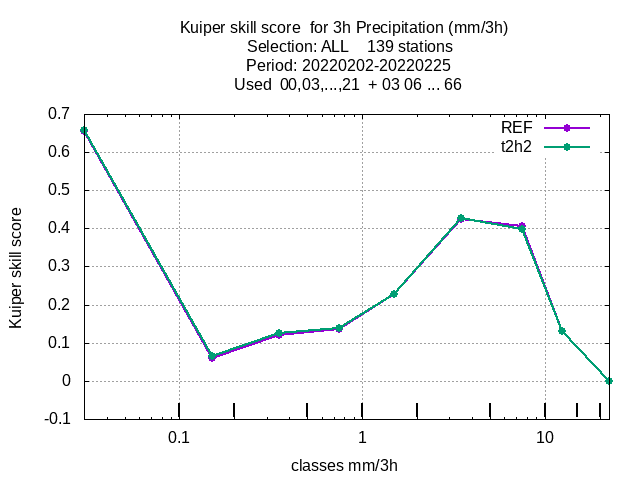 Kuiper skill score  for 3h Precipitation (mm/3h)
Selection: ALL    139 stations
Period: 20220202-20220225
Used  00,03,...,21  + 03 06 ... 66
REF
t2h2
0.7
0.6
0.5
0.4
0.3
0.2
0.1
0
-0.1
Kuiper skill score
0.1 1 10
classes mm/3h